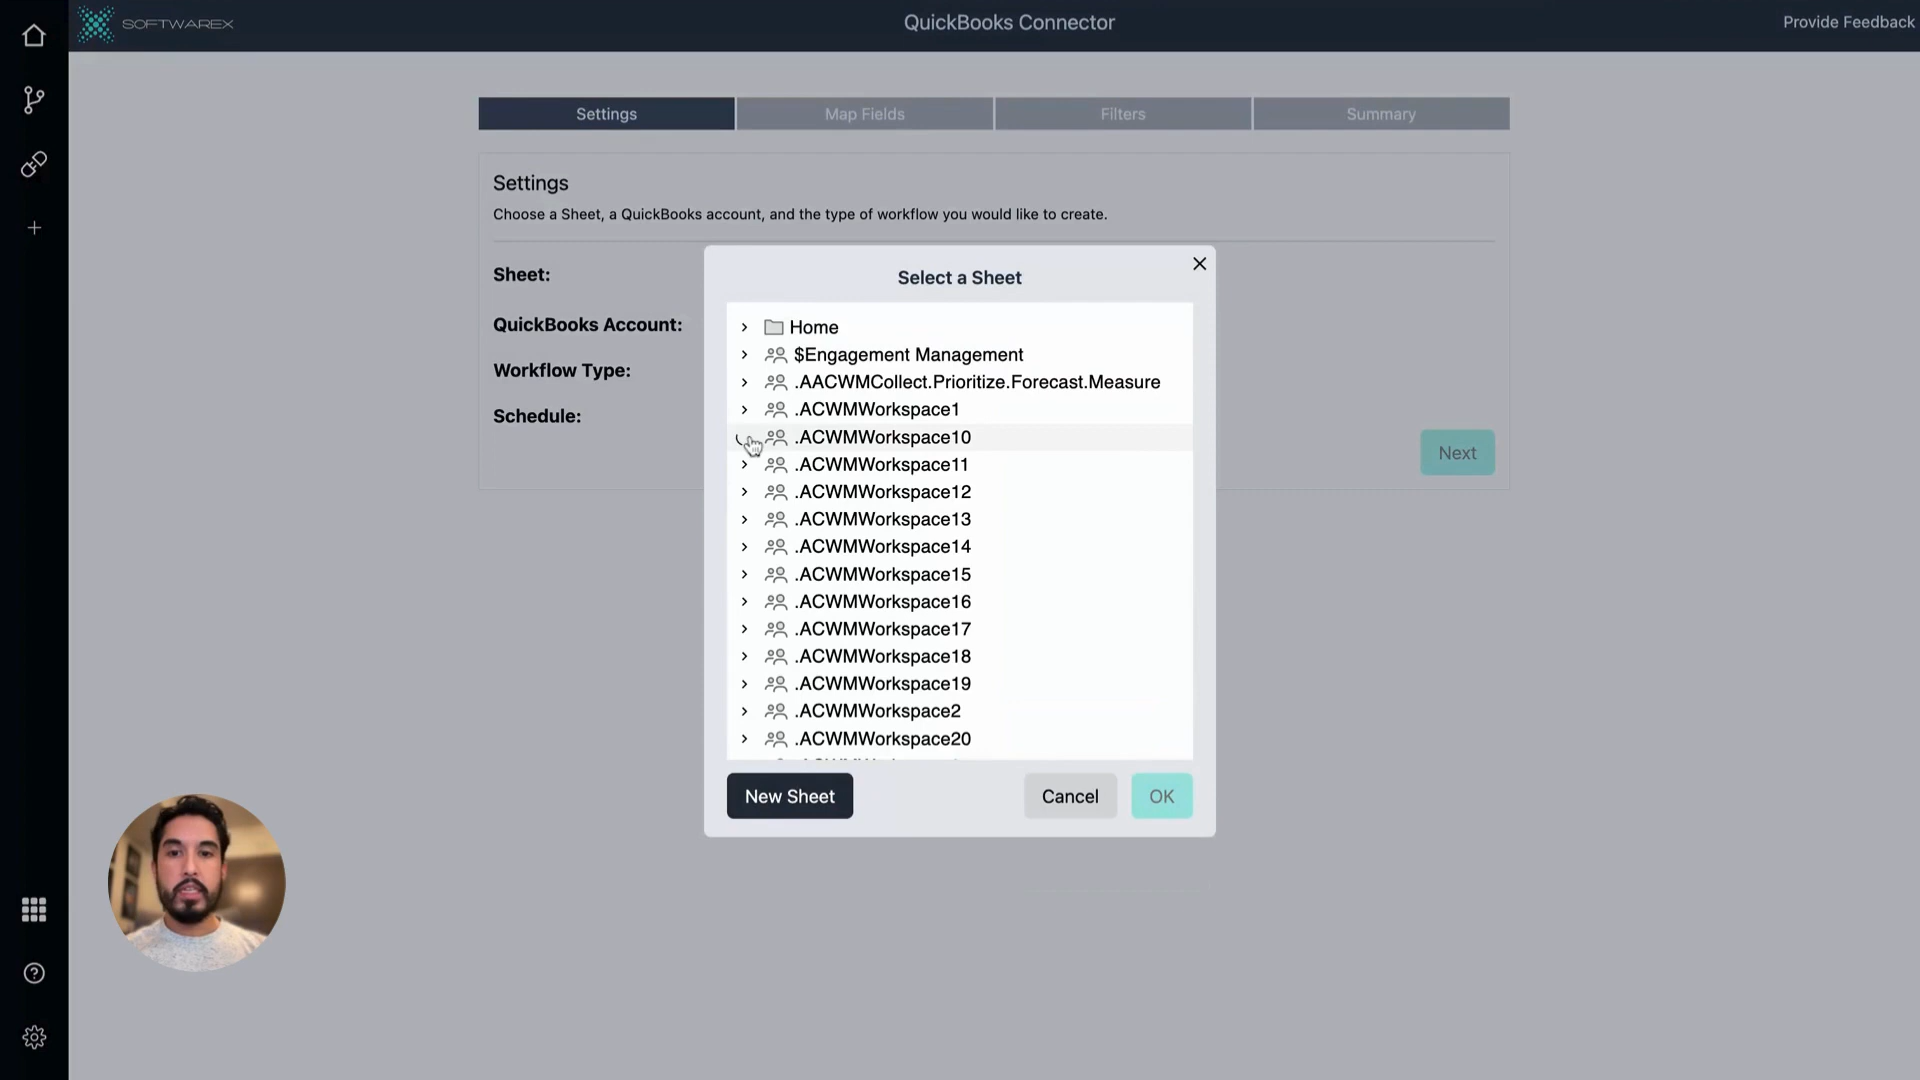 SOFTWAREX
QuickBooks Connector
Provide Feedback
Settings
Map Fields
Filters
Summary
Settings
Choose a Sheet, a QuickBooks account, and the type of workflow you would like to create.
Sheet:
QuickBooks Account:
Workflow Type:
Schedule:
Next
Select a Sheet
Home
$Engagement Management
.AACWMCollect.Prioritize.Forecast.Measure
.ACWMWorkspace1
.ACWMWorkspace10
.ACWMWorkspace11
.ACWMWorkspace12
.ACWMWorkspace13
.ACWMWorkspace14
.ACWMWorkspace15
.ACWMWorkspace16
.ACWMWorkspace17
.ACWMWorkspace18
.ACWMWorkspace19
.ACWMWorkspace2
.ACWMWorkspace20
New Sheet
Cancel
OK